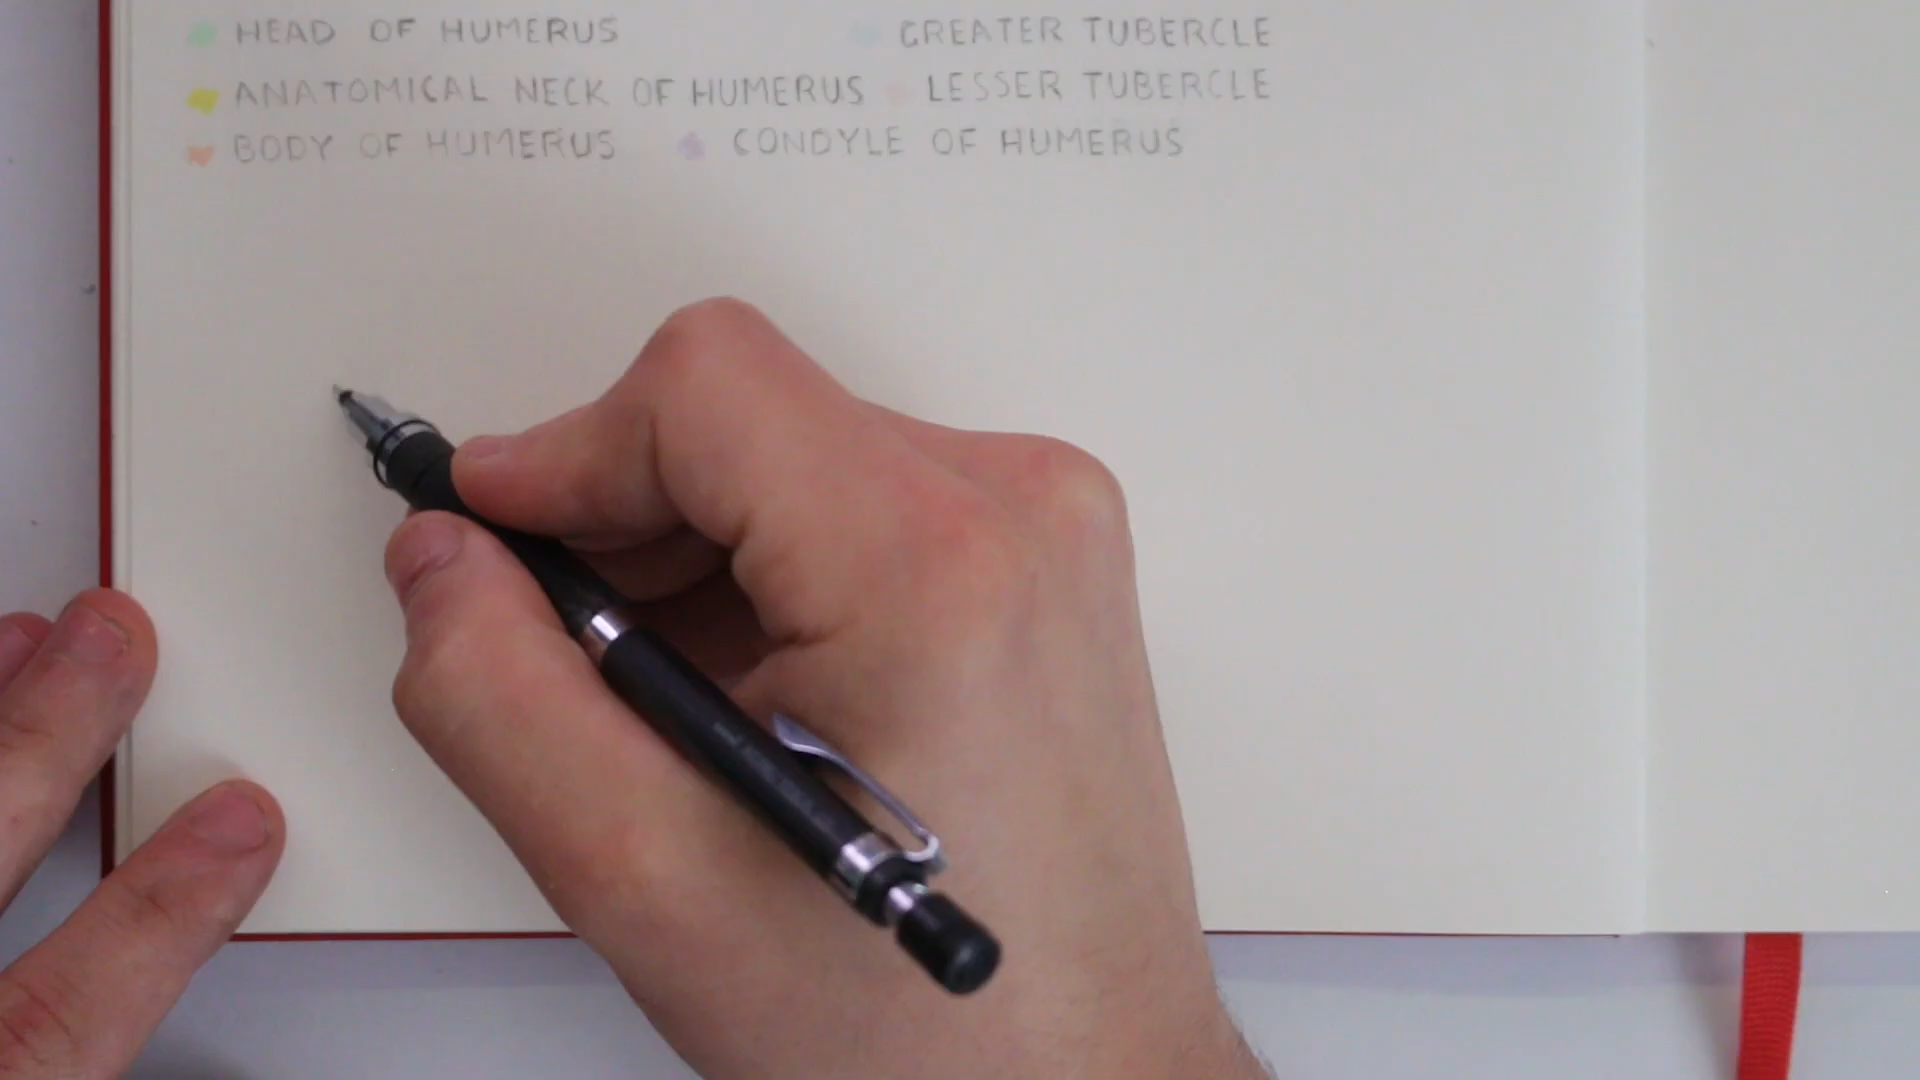 HEAD OF HUMERUS GREATER TUBERCLE
ANATOMICAL NECK OF HUMERUS LESSER TUBERCLE
BODY OF HUMERUS CONDYLE OF HUMERUS